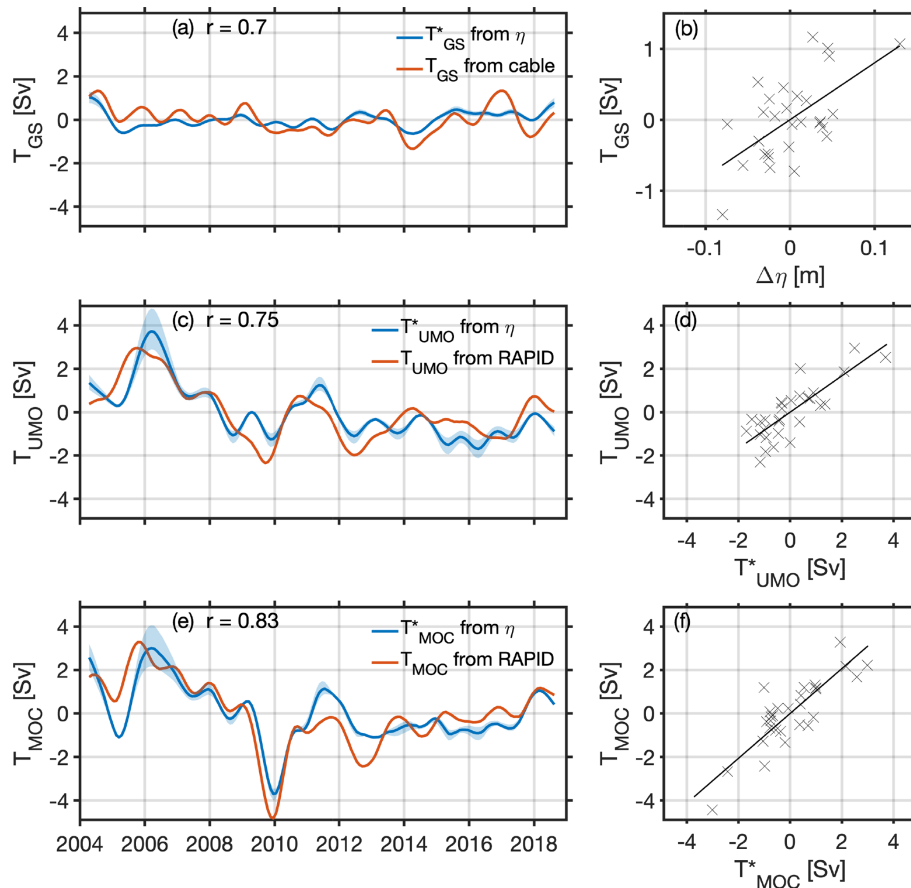 (a) r = 0.7
T*GS from η
TGS from cable
TGS [Sv]
4
2
0
-2
-4
(b)
TGS [Sv]
1
0
-1
-0.1 0 0.1
Δη [m]
(c) r = 0.75
T*UMO from η
TUMO from RAPID
TUMO [Sv]
4
2
0
-2
-4
(d)
TUMO [Sv]
4
2
0
-2
-4
-4 -2 0 2 4
T*UMO [Sv]
(e) r = 0.83
T*MOC from η
TMOC from RAPID
TMOC [Sv]
4
2
0
-2
-4
2004 2006 2008 2010 2012 2014 2016 2018
(f)
TMOC [Sv]
4
2
0
-2
-4
-4 -2 0 2 4
T*MOC [Sv]